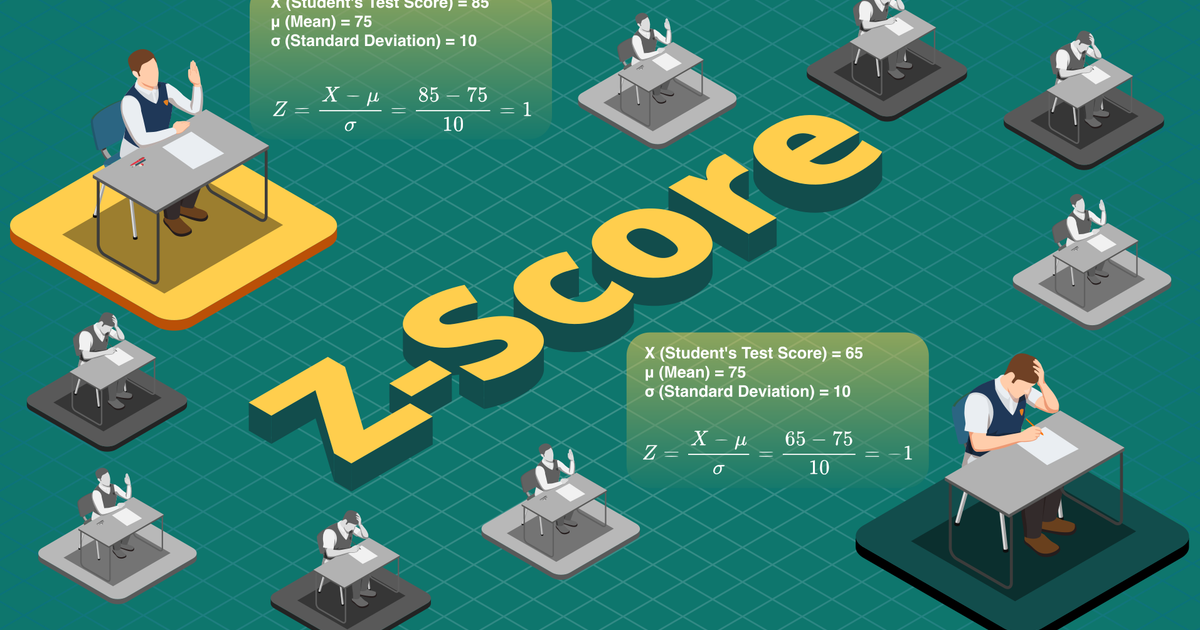 X (Student's Test Score) = 85
μ (Mean) = 75
σ (Standard Deviation) = 10
Z = (X − μ)/σ = (85 − 75)/10 = 1
Z-Score
X (Student's Test Score) = 65
μ (Mean) = 75
σ (Standard Deviation) = 10
Z = (X − μ)/σ = (65 − 75)/10 = −1